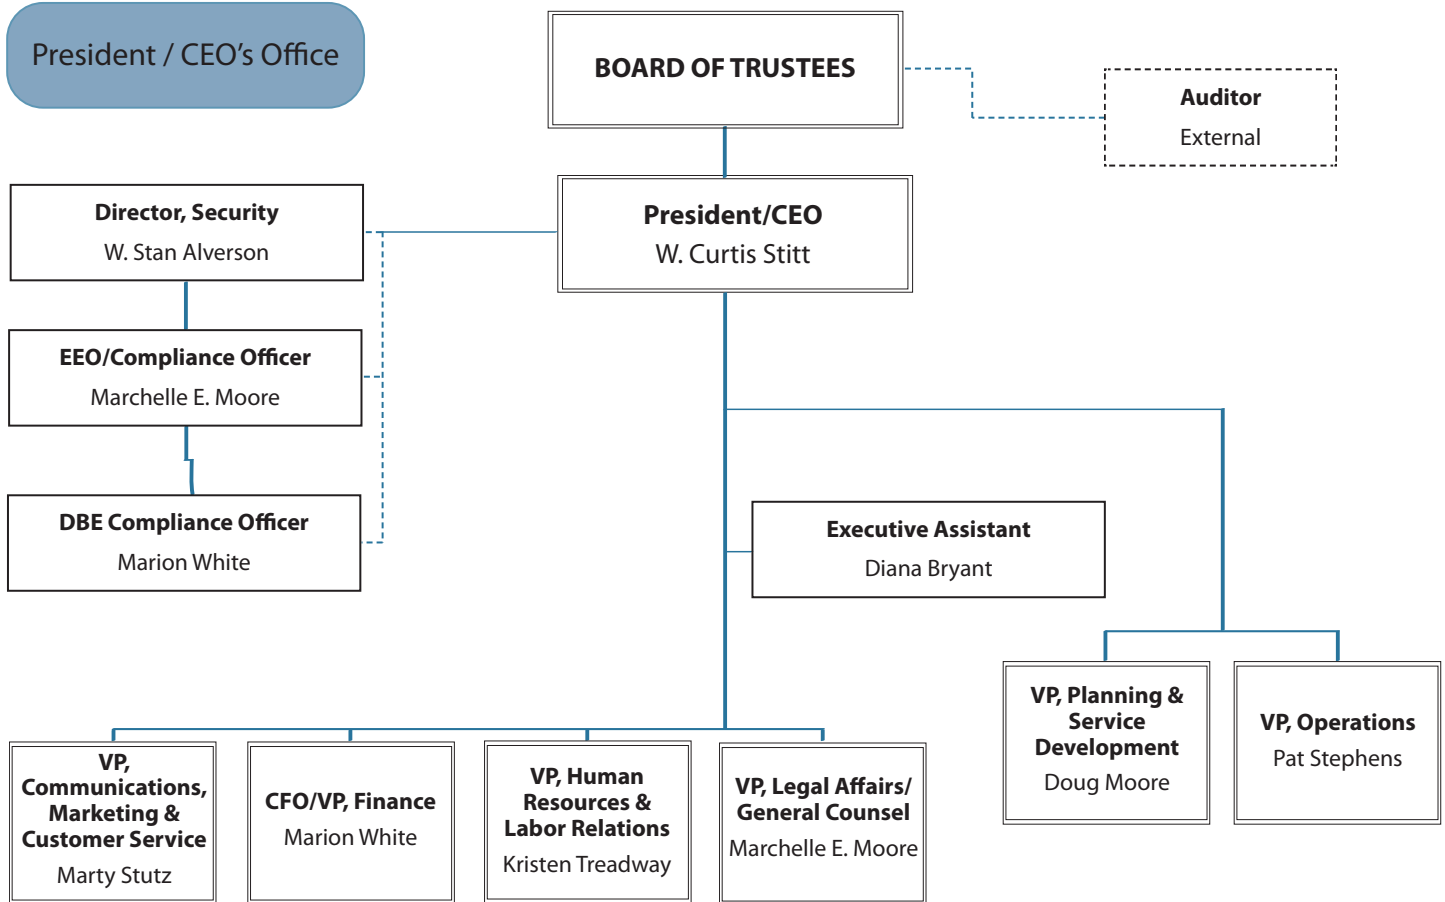 President / CEO’s Office
BOARD OF TRUSTEES
Auditor
External
Director, Security
W. Stan Alverson
President/CEO
W. Curtis Stitt
EEO/Compliance Officer
Marchelle E. Moore
DBE Compliance Officer
Marion White
Executive Assistant
Diana Bryant
VP, Planning &
Service
Development
Doug Moore
VP, Operations
Pat Stephens
VP,
Communications,
Marketing &
Customer Service
Marty Stutz
CFO/VP, Finance
Marion White
VP, Human
Resources &
Labor Relations
Kristen Treadway
VP, Legal Affairs/
General Counsel
Marchelle E. Moore